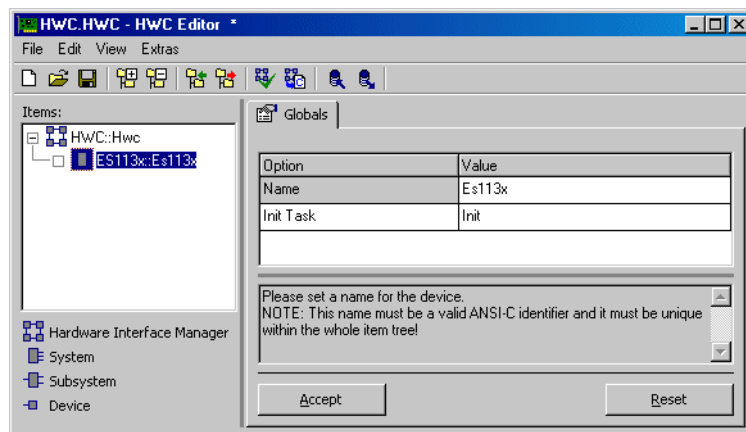 HWC.HWC - HWC Editor *
File Edit View Extras
Items:
HWC::Hwc
ES113x::Es113x
Hardware Interface Manager
System
Subsystem
Device
Globals
Option Value
Name Es113x
Init Task Init
Please set a name for the device.
NOTE: This name must be a valid ANSI-C identifier and it must be unique
within the whole item tree!
Accept Reset